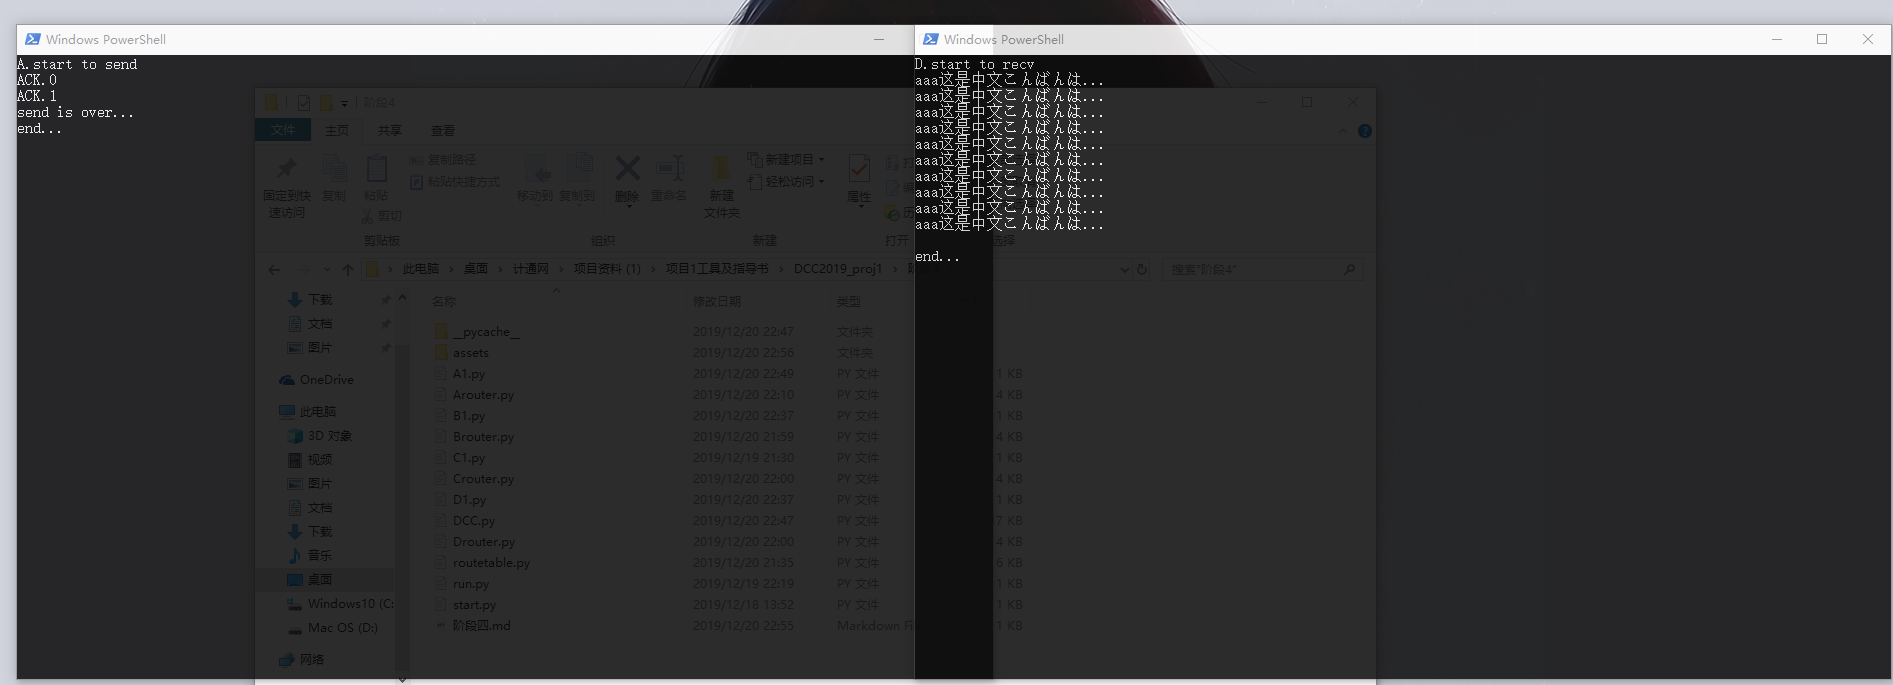 Windows PowerShell
A.start to send
ACK.0
ACK.1
send is over...
end...
Windows PowerShell
D.start to recv
aaa这是中文こんばんは...
aaa这是中文こんばんは...
aaa这是中文こんばんは...
aaa这是中文こんばんは...
aaa这是中文こんばんは...
aaa这是中文こんばんは...
aaa这是中文こんばんは...
aaa这是中文こんばんは...
aaa这是中文こんばんは...
aaa这是中文こんばんは...
end...
阶段4
文件 主页 共享 查看
固定到快速访问
复制
粘贴
复制路径
粘贴快捷方式
剪切
剪贴板
移动到
复制到
删除
重命名
组织
新建文件夹
新建项目
轻松访问
新建
属性
打开
选择
此电脑 › 桌面 › 计通网 › 项目资料 (1) › 项目1工具及指导书 › DCC2019_proj1 ›
搜索"阶段4"
下载
文档
图片
OneDrive
此电脑
3D 对象
视频
图片
文档
下载
音乐
桌面
Windows10 (C:
Mac OS (D:)
网络
名称 修改日期 类型
__pycache__ 2019/12/20 22:47 文件夹
assets 2019/12/20 22:56 文件夹
A1.py 2019/12/20 22:49 PY 文件 1 KB
Arouter.py 2019/12/20 22:10 PY 文件 4 KB
B1.py 2019/12/20 22:37 PY 文件 1 KB
Brouter.py 2019/12/20 21:59 PY 文件 4 KB
C1.py 2019/12/19 21:30 PY 文件 1 KB
Crouter.py 2019/12/20 22:00 PY 文件 4 KB
D1.py 2019/12/20 22:37 PY 文件 1 KB
DCC.py 2019/12/20 22:47 PY 文件 7 KB
Drouter.py 2019/12/20 22:00 PY 文件 4 KB
routetable.py 2019/12/20 21:35 PY 文件 6 KB
run.py 2019/12/19 22:19 PY 文件 1 KB
start.py 2019/12/18 13:52 PY 文件 1 KB
阶段四.md 2019/12/20 22:55 Markdown Fi 1 KB